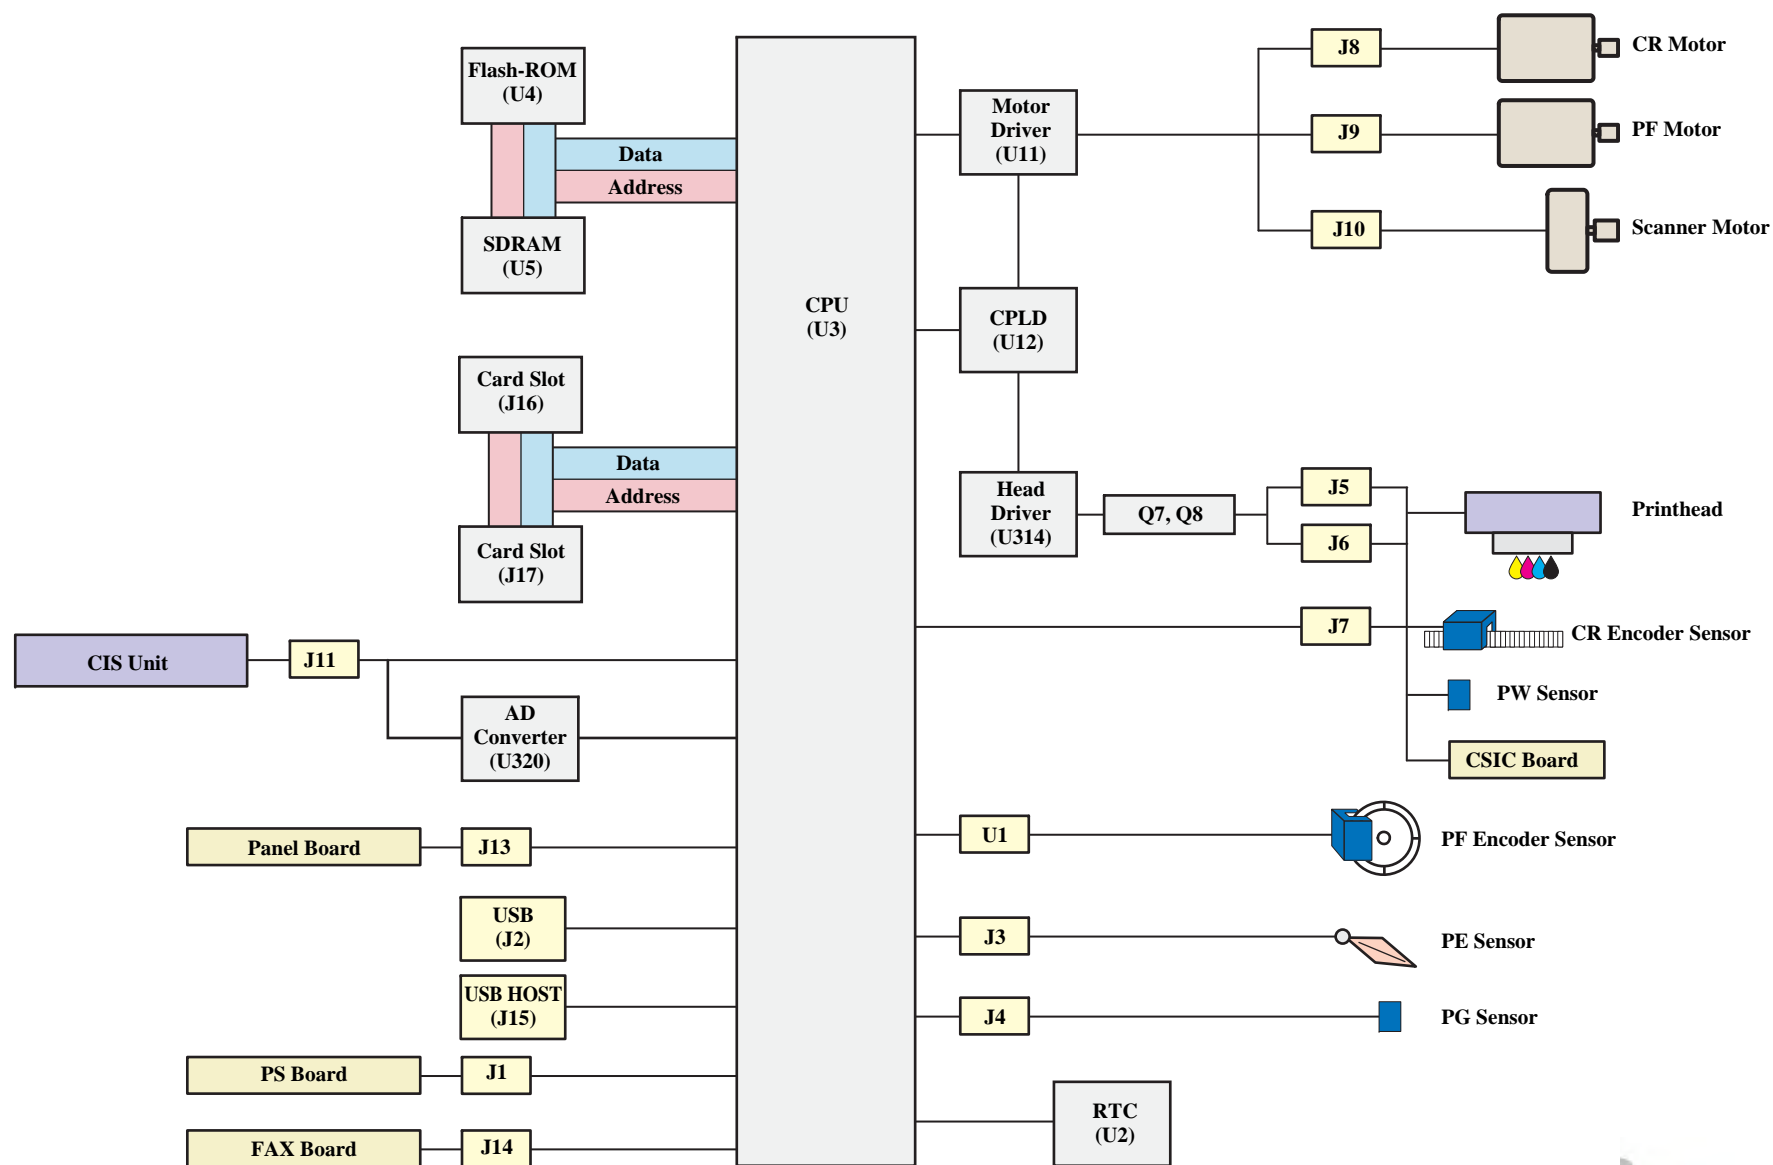 Flash-ROM
(U4)
Data
Address
SDRAM
(U5)
Card Slot
(J16)
Data
Address
Card Slot
(J17)
CIS Unit
J11
AD
Converter
(U320)
Panel Board
J13
USB
(J2)
USB HOST
(J15)
PS Board
J1
FAX Board
J14
CPU
(U3)
Motor
Driver
(U11)
CPLD
(U12)
Head
Driver
(U314)
Q7, Q8
J8
CR Motor
J9
PF Motor
J10
Scanner Motor
J5
J6
Printhead
J7
CR Encoder Sensor
PW Sensor
CSIC Board
U1
PF Encoder Sensor
J3
PE Sensor
J4
PG Sensor
RTC
(U2)